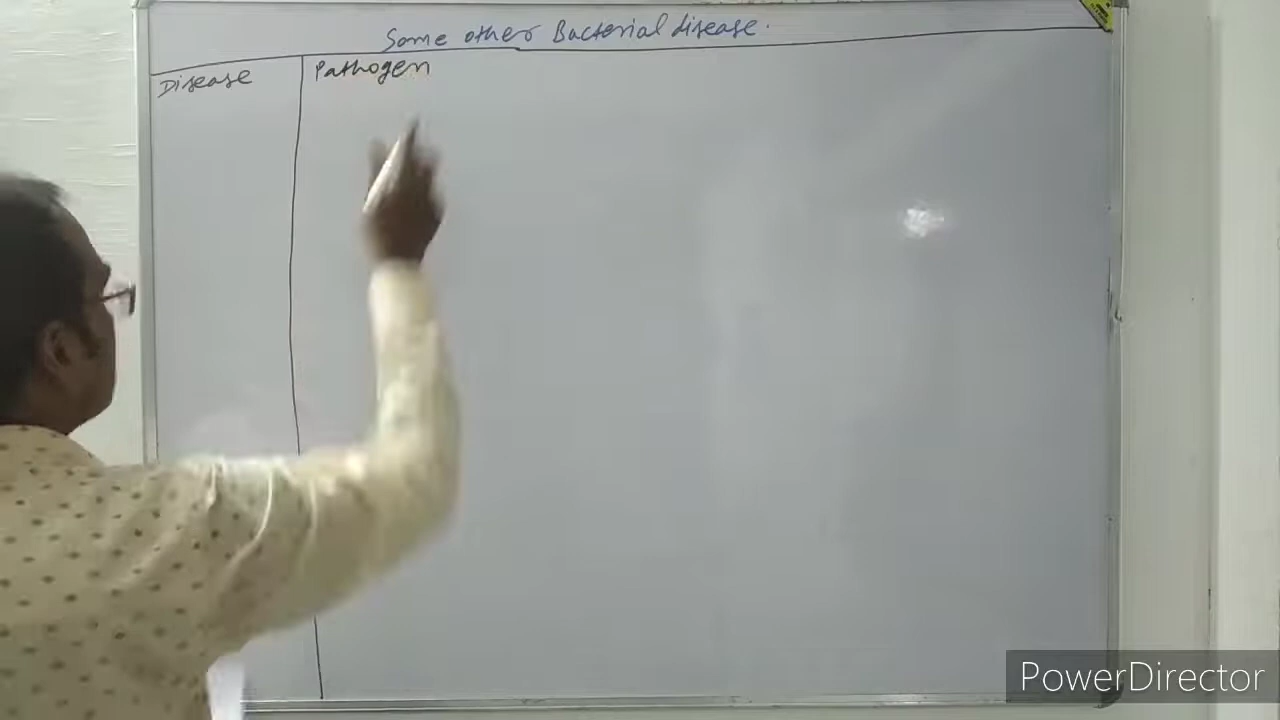 Some other Bacterial disease.
Disease
Pathogen
PowerDirector